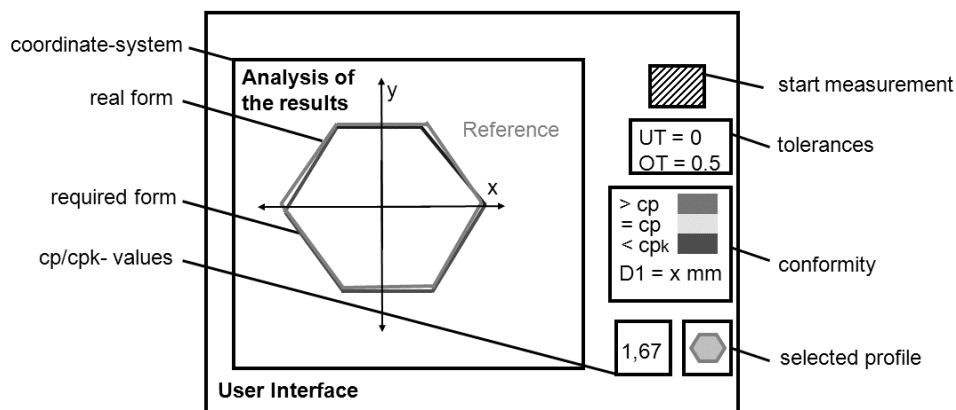 coordinate-system
real form
required form
cp/cpk- values
Analysis of
the results
y
Reference
x
User Interface
UT = 0
OT = 0.5
> cp
= cp
< cpk
D1 = x mm
1,67
start measurement
tolerances
conformity
selected profile